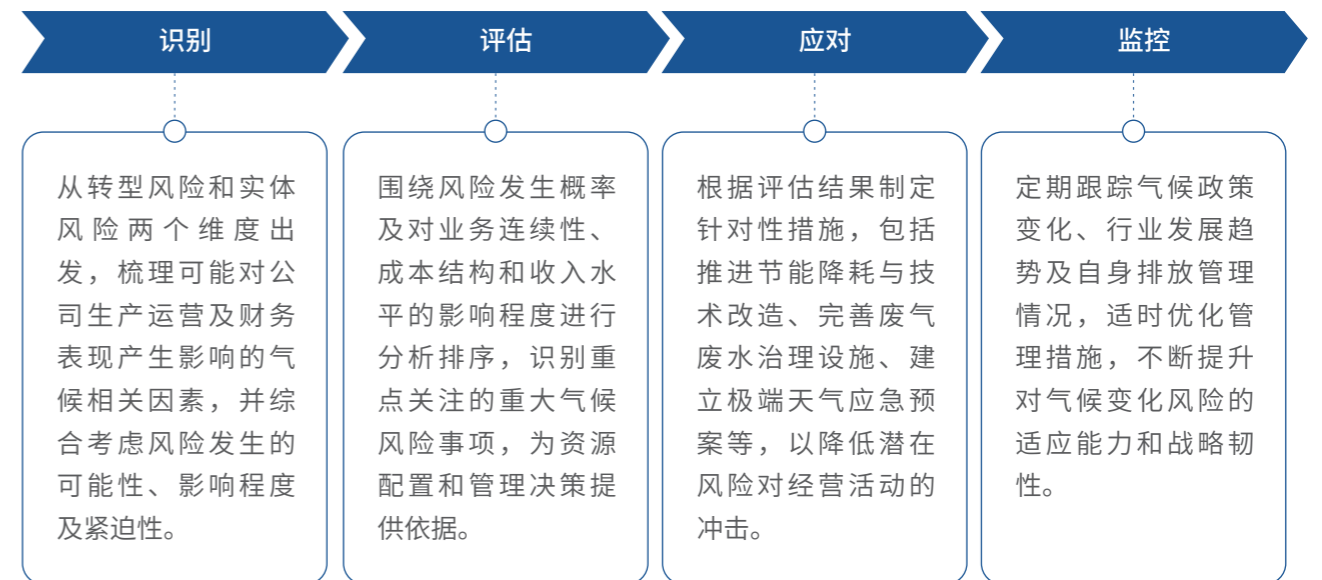 识别
从转型风险和实体
风险两个维度出
发，梳理可能对公
司生产运营及财务
表现产生影响的气
候相关因素，并综
合考虑风险发生的
可能性、影响程度
及紧迫性。
评估
围绕风险发生概率
及对业务连续性、
成本结构和收入水
平的影响程度进行
分析排序，识别重
点关注的重大气候
风险事项，为资源
配置和管理决策提
供依据。
应对
根据评估结果制定
针对性措施，包括
推进节能降耗与技
术改造、完善废气
废水治理设施、建
立极端天气应急预
案等，以降低潜在
风险对经营活动的
冲击。
监控
定期跟踪气候政策
变化、行业发展趋
势及自身排放管理
情况，适时优化管
理措施，不断提升
对气候变化风险的
适应能力和战略韧
性。